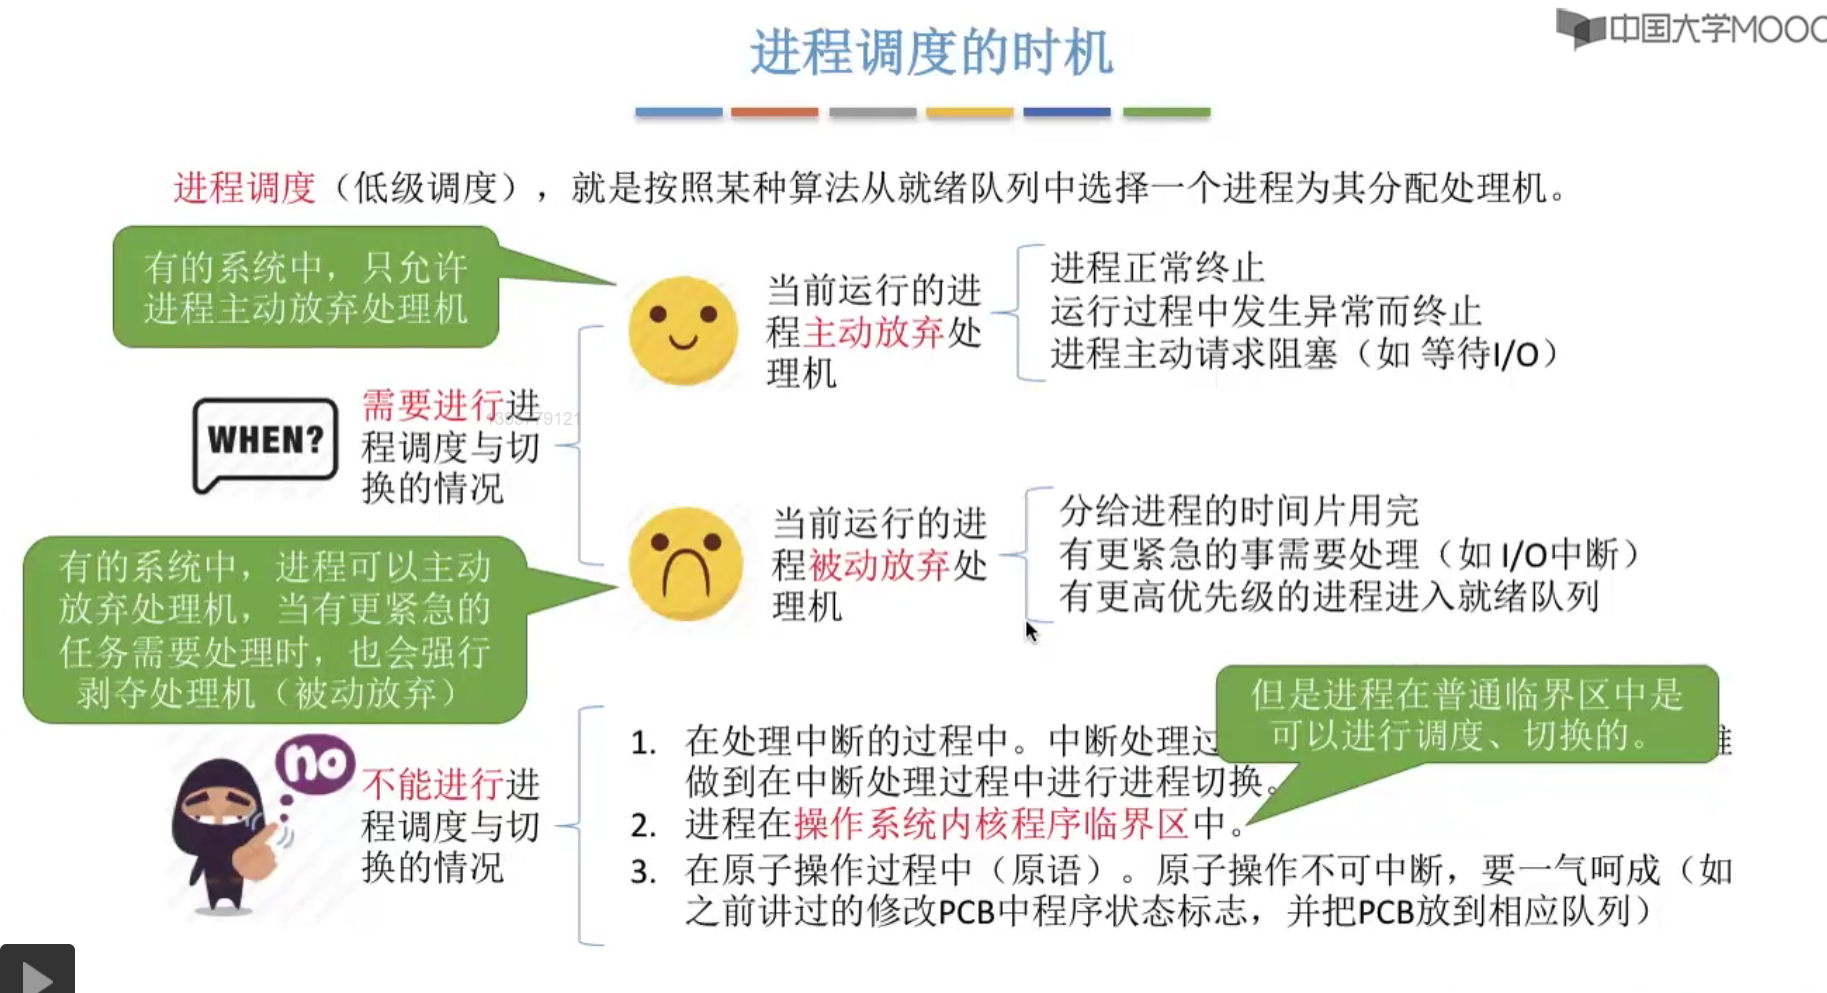 中国大学MOOC
进程调度的时机
进程调度（低级调度），就是按照某种算法从就绪队列中选择一个进程为其分配处理机。
有的系统中，只允许
进程主动放弃处理机
当前运行的进
程主动放弃处
理机
进程正常终止
运行过程中发生异常而终止
进程主动请求阻塞（如 等待I/O）
WHEN?
需要进行进
程调度与切
换的情况
有的系统中，进程可以主动
放弃处理机，当有更紧急的
任务需要处理时，也会强行
剥夺处理机（被动放弃）
当前运行的进
程被动放弃处
理机
分给进程的时间片用完
有更紧急的事需要处理（如 I/O中断）
有更高优先级的进程进入就绪队列
但是进程在普通临界区中是
可以进行调度、切换的。
no
不能进行进
程调度与切
换的情况
1. 在处理中断的过程中。中断处理过
做到在中断处理过程中进行进程切换。
2. 进程在操作系统内核程序临界区中。
3. 在原子操作过程中（原语）。原子操作不可中断，要一气呵成（如
之前讲过的修改PCB中程序状态标志，并把PCB放到相应队列）